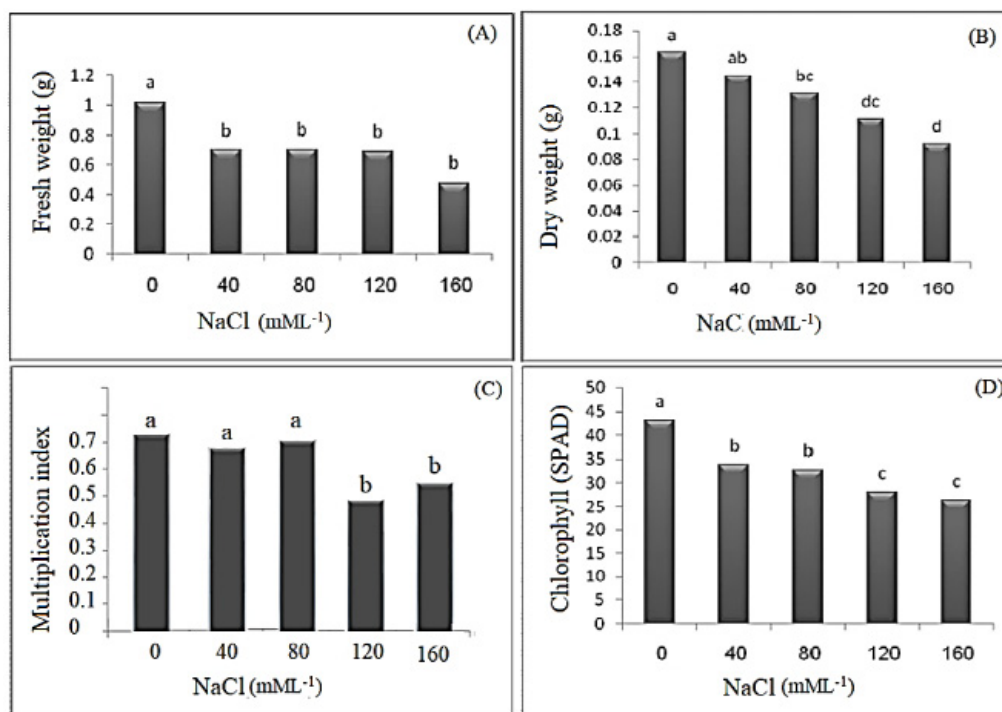 (A)
Fresh weight (g)
1.2
1
0.8
0.6
0.4
0.2
0
a
b
b
b
b
0
40
80
120
160
NaCl (mML⁻¹)
(B)
Dry weight (g)
0.18
0.16
0.14
0.12
0.1
0.08
0.06
0.04
0.02
0
a
ab
bc
dc
d
0
40
80
120
160
NaC (mML⁻¹)
(C)
Multiplication index
0.7
0.6
0.5
0.4
0.3
0.2
0.1
0
a
a
a
b
b
0
40
80
120
160
NaCl (mML⁻¹)
(D)
Chlorophyll (SPAD)
50
45
40
35
30
25
20
15
10
5
0
a
b
b
c
c
0
40
80
120
160
NaCl (mML⁻¹)